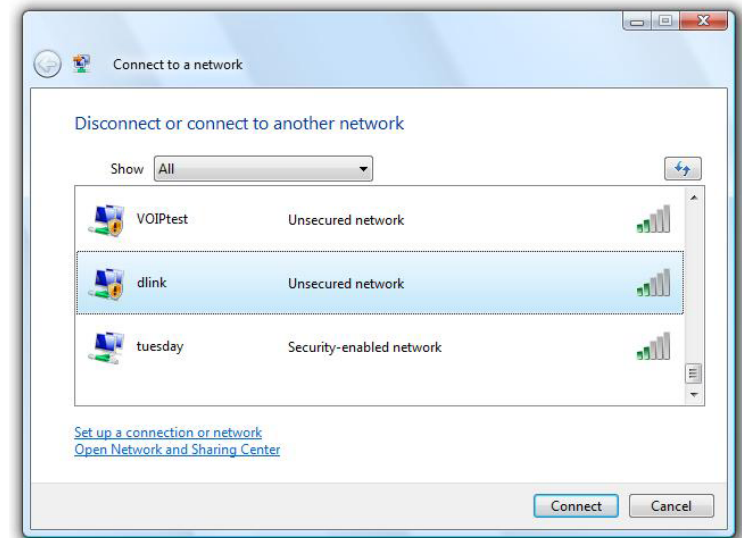 Connect to a network
Disconnect or connect to another network
Show All
VOIPtest Unsecured network
dlink Unsecured network
tuesday Security-enabled network
Set up a connection or network
Open Network and Sharing Center
Connect Cancel